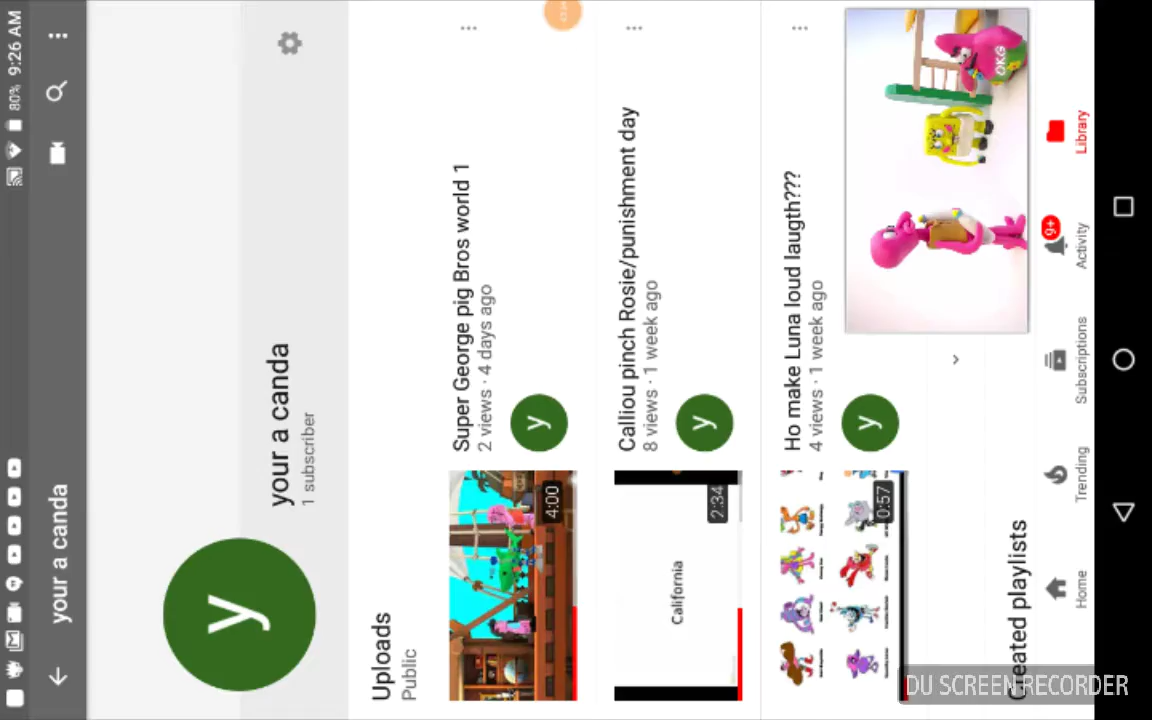 80% 9:26 AM
your a canda
y
your a canda
1 subscriber
Uploads
Public
4:00
Super George pig Bros world 1
2 views · 4 days ago
y
California
2:34
Calliou pinch Rosie/punishment day
8 views · 1 week ago
y
0:57
Ho make Luna loud laugth???
4 views · 1 week ago
y
OKG
Created playlists
Home
Trending
Subscriptions
9+
Activity
Library
DU SCREEN RECORDER